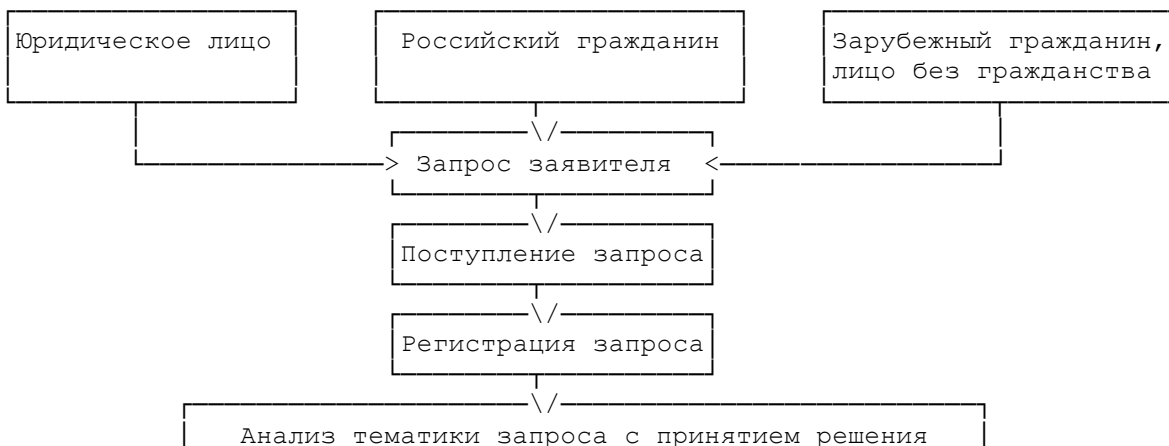 Юридическое лицо
Российский гражданин
Зарубежный гражданин,
лицо без гражданства
Запрос заявителя
Поступление запроса
Регистрация запроса
Анализ тематики запроса с принятием решения